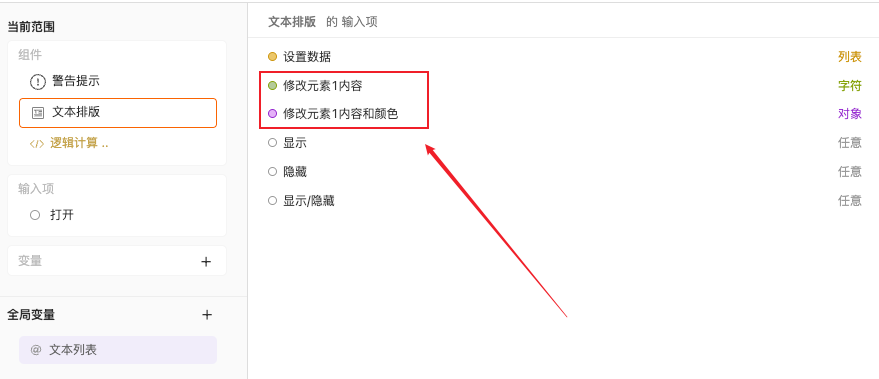 当前范围
组件
警告提示
文本排版
逻辑计算 ..
输入项
打开
变量
全局变量
@ 文本列表
文本排版 的 输入项
设置数据 列表
修改元素1内容 字符
修改元素1内容和颜色 对象
显示 任意
隐藏 任意
显示/隐藏 任意